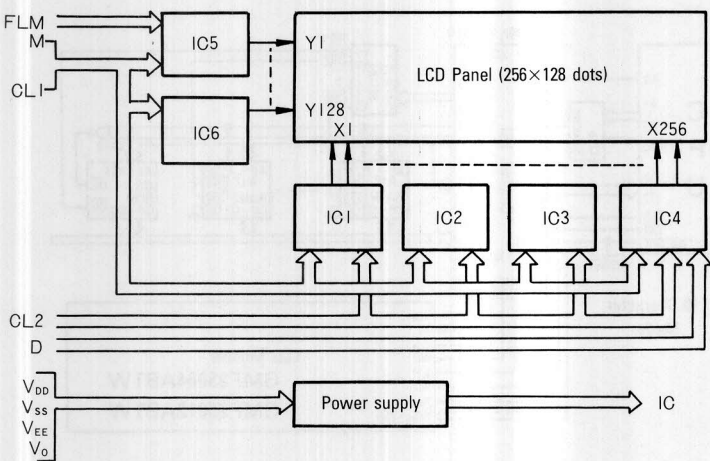 FLM
M
CL1
IC5
IC6
Y1
Y128
LCD Panel (256×128 dots)
X1
X256
IC1
IC2
IC3
IC4
CL2
D
VDD
VSS
VEE
V0
Power supply
IC